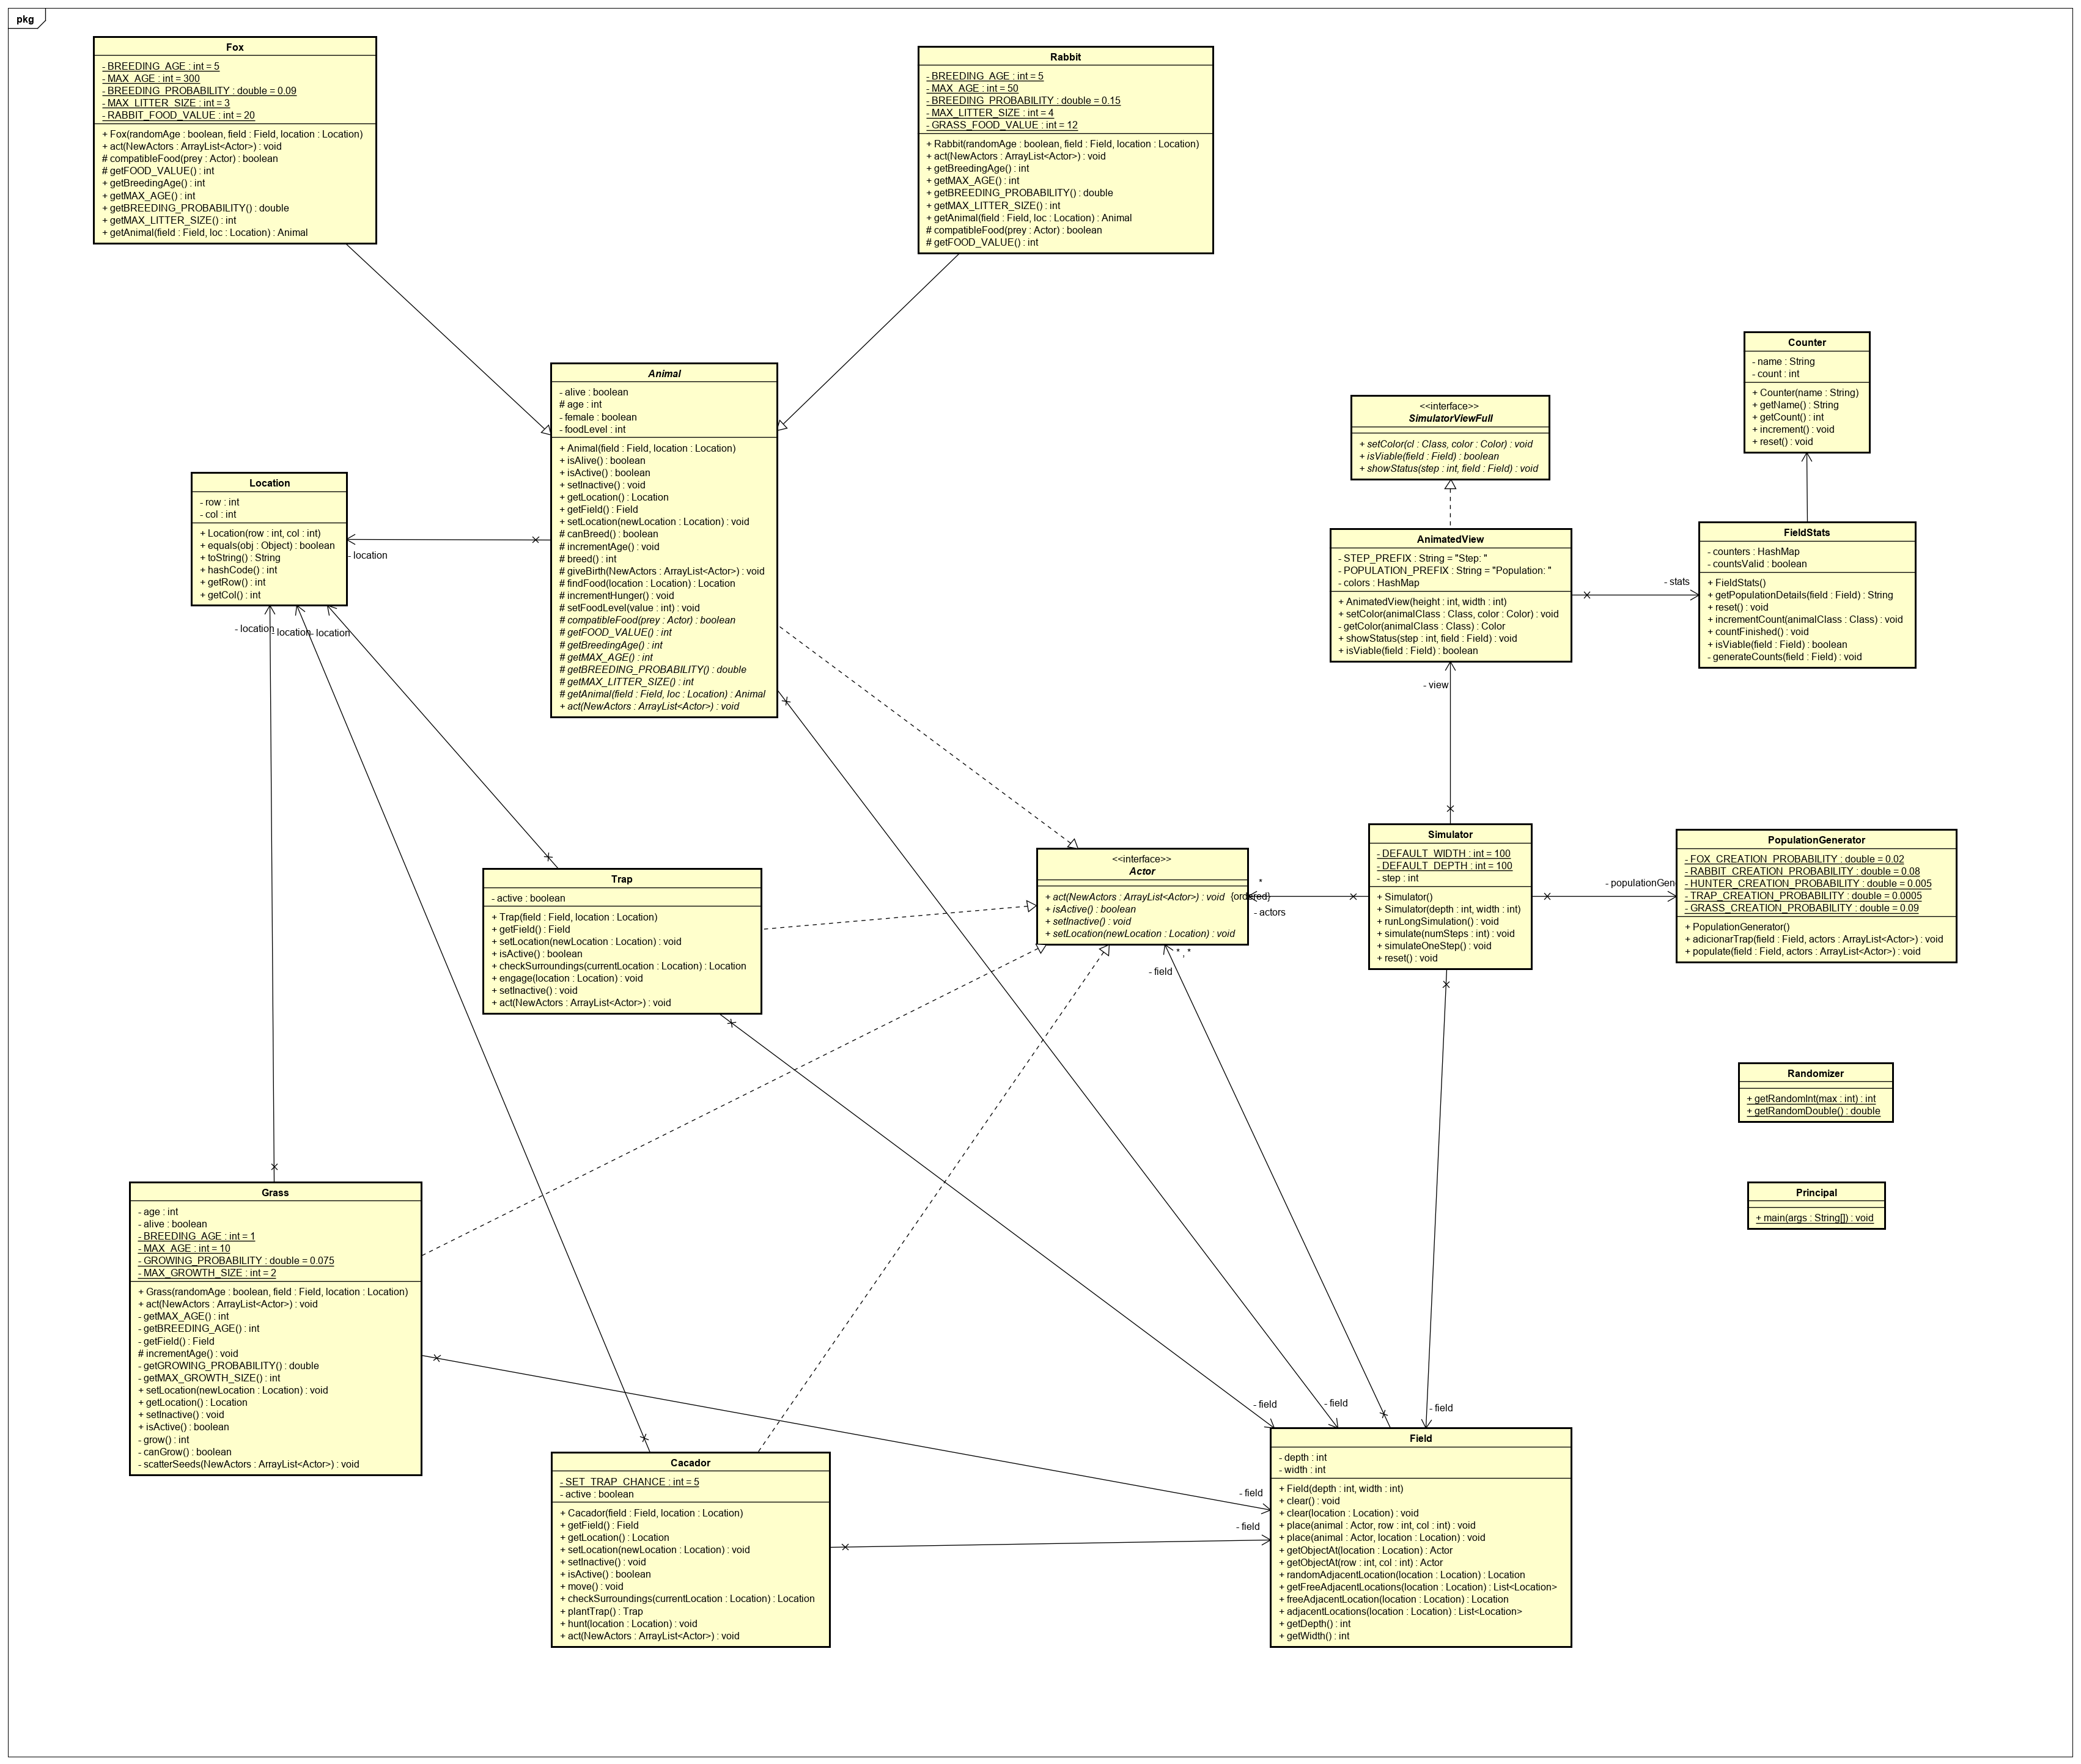 pkg
Fox
- BREEDING_AGE : int = 5
- MAX_AGE : int = 300
- BREEDING_PROBABILITY : double = 0.09
- MAX_LITTER_SIZE : int = 3
- RABBIT_FOOD_VALUE : int = 20
+ Fox(randomAge : boolean, field : Field, location : Location)
+ act(NewActors : ArrayList<Actor>) : void
# compatibleFood(prey : Actor) : boolean
# getFOOD_VALUE() : int
+ getBreedingAge() : int
+ getMAX_AGE() : int
+ getBREEDING_PROBABILITY() : double
+ getMAX_LITTER_SIZE() : int
+ getAnimal(field : Field, loc : Location) : Animal
Rabbit
- BREEDING_AGE : int = 5
- MAX_AGE : int = 50
- BREEDING_PROBABILITY : double = 0.15
- MAX_LITTER_SIZE : int = 4
- GRASS_FOOD_VALUE : int = 12
+ Rabbit(randomAge : boolean, field : Field, location : Location)
+ act(NewActors : ArrayList<Actor>) : void
+ getBreedingAge() : int
+ getMAX_AGE() : int
+ getBREEDING_PROBABILITY() : double
+ getMAX_LITTER_SIZE() : int
+ getAnimal(field : Field, loc : Location) : Animal
# compatibleFood(prey : Actor) : boolean
# getFOOD_VALUE() : int
Animal
- alive : boolean
# age : int
- female : boolean
- foodLevel : int
+ Animal(field : Field, location : Location)
+ isAlive() : boolean
+ isActive() : boolean
+ setInactive() : void
+ getLocation() : Location
+ getField() : Field
+ setLocation(newLocation : Location) : void
# canBreed() : boolean
# incrementAge() : void
# breed() : int
# giveBirth(NewActors : ArrayList<Actor>) : void
# findFood(location : Location) : Location
# incrementHunger() : void
# setFoodLevel(value : int) : void
# compatibleFood(prey : Actor) : boolean
# getFOOD_VALUE() : int
# getBreedingAge() : int
# getMAX_AGE() : int
# getBREEDING_PROBABILITY() : double
# getMAX_LITTER_SIZE() : int
# getAnimal(field : Field, loc : Location) : Animal
+ act(NewActors : ArrayList<Actor>) : void
Counter
- name : String
- count : int
+ Counter(name : String)
+ getName() : String
+ getCount() : int
+ increment() : void
+ reset() : void
<<interface>>
SimulatorViewFull
+ setColor(cl : Class, color : Color) : void
+ isViable(field : Field) : boolean
+ showStatus(step : int, field : Field) : void
Location
- row : int
- col : int
+ Location(row : int, col : int)
+ equals(obj : Object) : boolean
+ toString() : String
+ hashCode() : int
+ getRow() : int
+ getCol() : int
- location
- location
- location
- location
AnimatedView
- STEP_PREFIX : String = "Step: "
- POPULATION_PREFIX : String = "Population: "
- colors : HashMap
+ AnimatedView(height : int, width : int)
+ setColor(animalClass : Class, color : Color) : void
- getColor(animalClass : Class) : Color
+ showStatus(step : int, field : Field) : void
+ isViable(field : Field) : boolean
- stats
- view
FieldStats
- counters : HashMap
- countsValid : boolean
+ FieldStats()
+ getPopulationDetails(field : Field) : String
+ reset() : void
+ incrementCount(animalClass : Class) : void
+ countFinished() : void
+ isViable(field : Field) : boolean
- generateCounts(field : Field) : void
Trap
- active : boolean
+ Trap(field : Field, location : Location)
+ getField() : Field
+ setLocation(newLocation : Location) : void
+ isActive() : boolean
+ checkSurroundings(currentLocation : Location) : Location
+ engage(location : Location) : void
+ setInactive() : void
+ act(NewActors : ArrayList<Actor>) : void
<<interface>>
Actor
+ act(NewActors : ArrayList<Actor>) : void
+ isActive() : boolean
+ setInactive() : void
+ setLocation(newLocation : Location) : void
*
{ordered}
- actors
*,*
- field
Simulator
- DEFAULT_WIDTH : int = 100
- DEFAULT_DEPTH : int = 100
- step : int
+ Simulator()
+ Simulator(depth : int, width : int)
+ runLongSimulation() : void
+ simulate(numSteps : int) : void
+ simulateOneStep() : void
+ reset() : void
- populationGen
PopulationGenerator
- FOX_CREATION_PROBABILITY : double = 0.02
- RABBIT_CREATION_PROBABILITY : double = 0.08
- HUNTER_CREATION_PROBABILITY : double = 0.005
- TRAP_CREATION_PROBABILITY : double = 0.0005
- GRASS_CREATION_PROBABILITY : double = 0.09
+ PopulationGenerator()
+ adicionarTrap(field : Field, actors : ArrayList<Actor>) : void
+ populate(field : Field, actors : ArrayList<Actor>) : void
Randomizer
+ getRandomInt(max : int) : int
+ getRandomDouble() : double
Principal
+ main(args : String[]) : void
Grass
- age : int
- alive : boolean
- BREEDING_AGE : int = 1
- MAX_AGE : int = 10
- GROWING_PROBABILITY : double = 0.075
- MAX_GROWTH_SIZE : int = 2
+ Grass(randomAge : boolean, field : Field, location : Location)
+ act(NewActors : ArrayList<Actor>) : void
- getMAX_AGE() : int
- getBREEDING_AGE() : int
- getField() : Field
# incrementAge() : void
- getGROWING_PROBABILITY() : double
- getMAX_GROWTH_SIZE() : int
+ setLocation(newLocation : Location) : void
+ getLocation() : Location
+ setInactive() : void
+ isActive() : boolean
- grow() : int
- canGrow() : boolean
- scatterSeeds(NewActors : ArrayList<Actor>) : void
Cacador
- SET_TRAP_CHANCE : int = 5
- active : boolean
+ Cacador(field : Field, location : Location)
+ getField() : Field
+ getLocation() : Location
+ setLocation(newLocation : Location) : void
+ setInactive() : void
+ isActive() : boolean
+ move() : void
+ checkSurroundings(currentLocation : Location) : Location
+ plantTrap() : Trap
+ hunt(location : Location) : void
+ act(NewActors : ArrayList<Actor>) : void
- field
- field
- field
- field
- field
Field
- depth : int
- width : int
+ Field(depth : int, width : int)
+ clear() : void
+ clear(location : Location) : void
+ place(animal : Actor, row : int, col : int) : void
+ place(animal : Actor, location : Location) : void
+ getObjectAt(location : Location) : Actor
+ getObjectAt(row : int, col : int) : Actor
+ randomAdjacentLocation(location : Location) : Location
+ getFreeAdjacentLocations(location : Location) : List<Location>
+ freeAdjacentLocation(location : Location) : Location
+ adjacentLocations(location : Location) : List<Location>
+ getDepth() : int
+ getWidth() : int